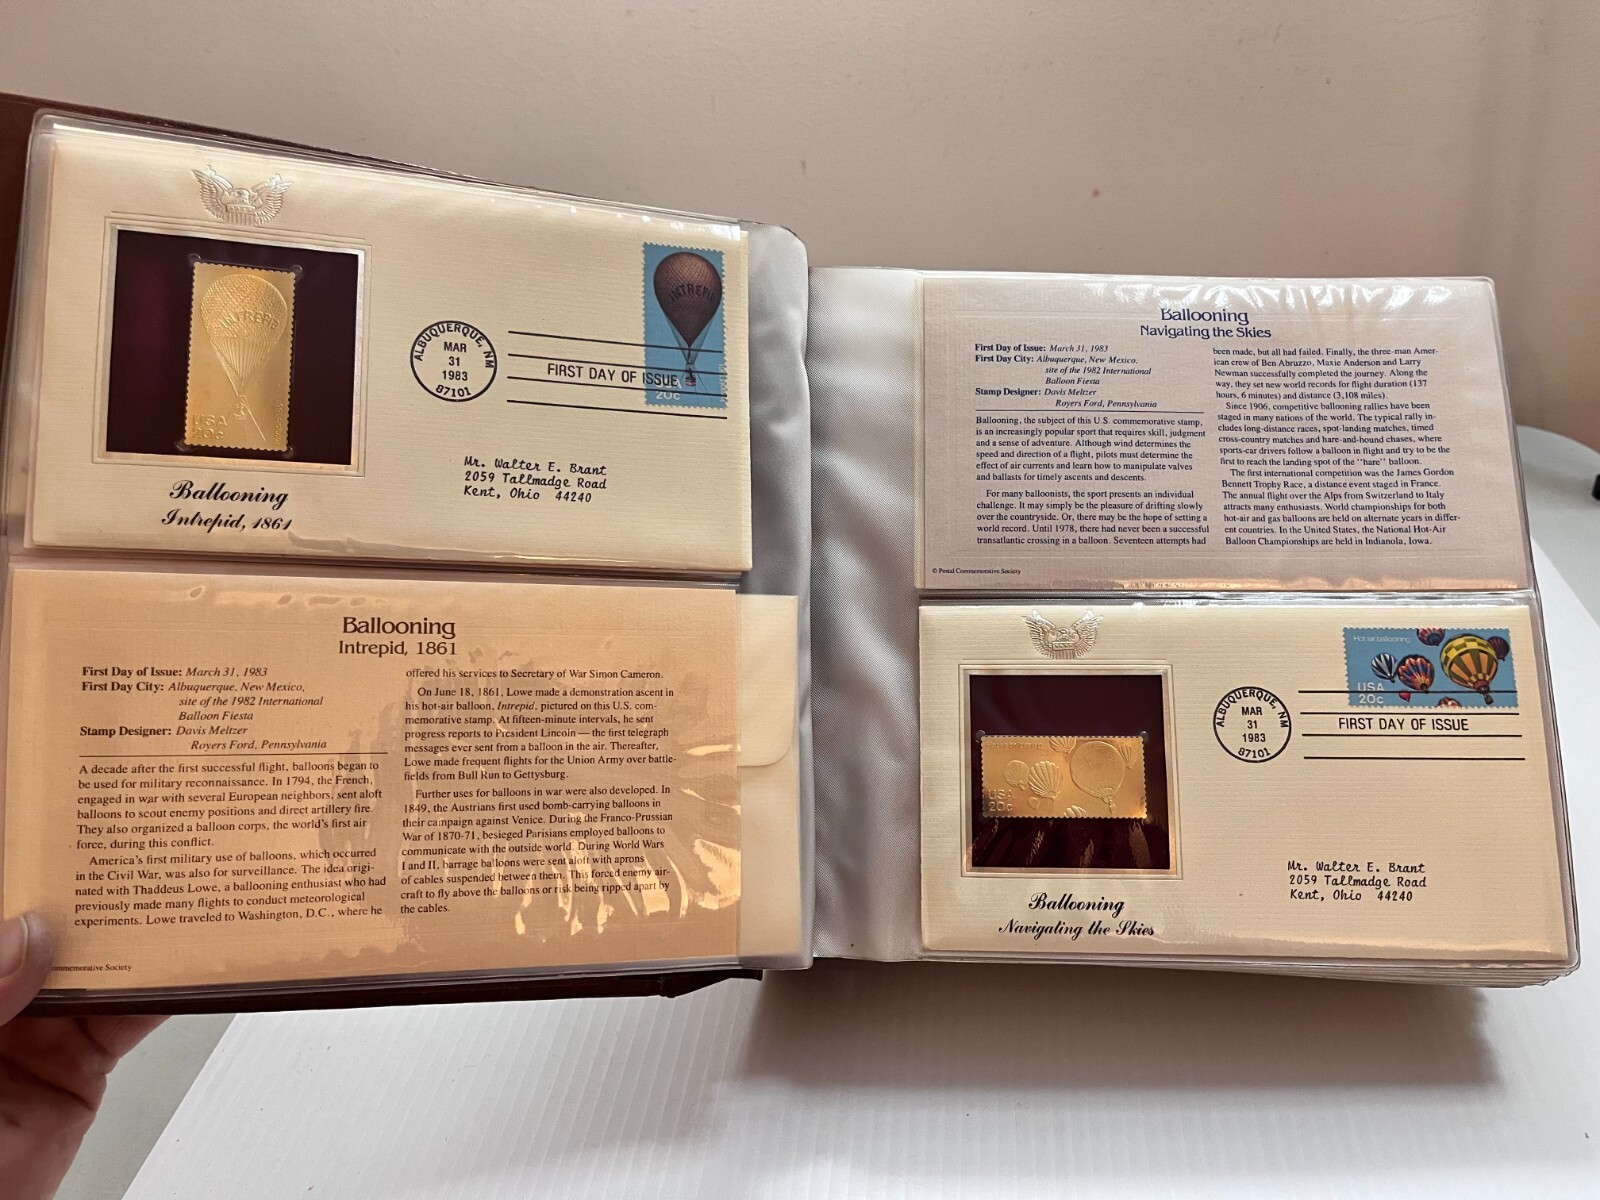 INTREPID
USA
20c
ALBUQUERQUE, NM
MAR
31
1983
87101
FIRST DAY OF ISSUE
INTREPID
20c
Mr. Walter E. Brant
2059 Tallmadge Road
Kent, Ohio 44240
Ballooning
Intrepid, 1861
Ballooning
Intrepid, 1861
First Day of Issue: March 31, 1983
First Day City: Albuquerque, New Mexico,
site of the 1982 International
Balloon Fiesta
Stamp Designer: Davis Meltzer
Royers Ford, Pennsylvania
A decade after the first successful flight, balloons began to
be used for military reconnaissance. In 1794, the French,
engaged in war with several European neighbors, sent aloft
balloons to scout enemy positions and direct artillery fire.
They also organized a balloon corps, the world's first air
force, during this conflict.
America's first military use of balloons, which occurred
in the Civil War, was also for surveillance. The idea origi-
nated with Thaddeus Lowe, a ballooning enthusiast who had
previously made many flights to conduct meteorological
experiments. Lowe traveled to Washington, D.C., where he
offered his services to Secretary of War Simon Cameron.
On June 18, 1861, Lowe made a demonstration ascent in
his hot-air balloon, Intrepid, pictured on this U.S. com-
memorative stamp. At fifteen-minute intervals, he sent
progress reports to President Lincoln — the first telegraph
messages ever sent from a balloon in the air. Thereafter,
Lowe made frequent flights for the Union Army over battle-
fields from Bull Run to Gettysburg.
Further uses for balloons in war were also developed. In
1849, the Austrians first used bomb-carrying balloons in
their campaign against Venice. During the Franco-Prussian
War of 1870-71, besieged Parisians employed balloons to
communicate with the outside world. During World Wars
I and II, barrage balloons were sent aloft with aprons
of cables suspended between them. This forced enemy air-
craft to fly above the balloons or risk being ripped apart by
the cables.
Commemorative Society
Ballooning
Navigating the Skies
First Day of Issue: March 31, 1983
First Day City: Albuquerque, New Mexico,
site of the 1982 International
Balloon Fiesta
Stamp Designer: Davis Meltzer
Royers Ford, Pennsylvania
Ballooning, the subject of this U.S. commemorative stamp,
is an increasingly popular sport that requires skill, judgment
and a sense of adventure. Although wind determines the
speed and direction of a flight, pilots must determine the
effect of air currents and learn how to manipulate valves
and ballasts for timely ascents and descents.
For many balloonists, the sport presents an individual
challenge. It may simply be the pleasure of drifting slowly
over the countryside. Or, there may be the hope of setting a
world record. Until 1978, there had never been a successful
transatlantic crossing in a balloon. Seventeen attempts had
been made, but all had failed. Finally, the three-man Amer-
ican crew of Ben Abruzzo, Maxie Anderson and Larry
Newman successfully completed the journey. Along the
way, they set new world records for flight duration (137
hours, 6 minutes) and distance (3,108 miles).
Since 1906, competitive ballooning rallies have been
staged in many nations of the world. The typical rally in-
cludes long-distance races, spot-landing matches, timed
cross-country matches and hare-and-hound chases, where
sports-car drivers follow a balloon in flight and try to be the
first to reach the landing spot of the "hare" balloon.
The first international competition was the James Gordon
Bennett Trophy Race, a distance event staged in France.
The annual flight over the Alps from Switzerland to Italy
attracts many enthusiasts. World championships for both
hot-air and gas balloons are held on alternate years in differ-
ent countries. In the United States, the National Hot-Air
Balloon Championships are held in Indianola, Iowa.
© Postal Commemorative Society
USA
20c
ALBUQUERQUE, NM
MAR
31
1983
87101
Hot air ballooning
USA
20c
FIRST DAY OF ISSUE
Mr. Walter E. Brant
2059 Tallmadge Road
Kent, Ohio 44240
Ballooning
Navigating the Skies